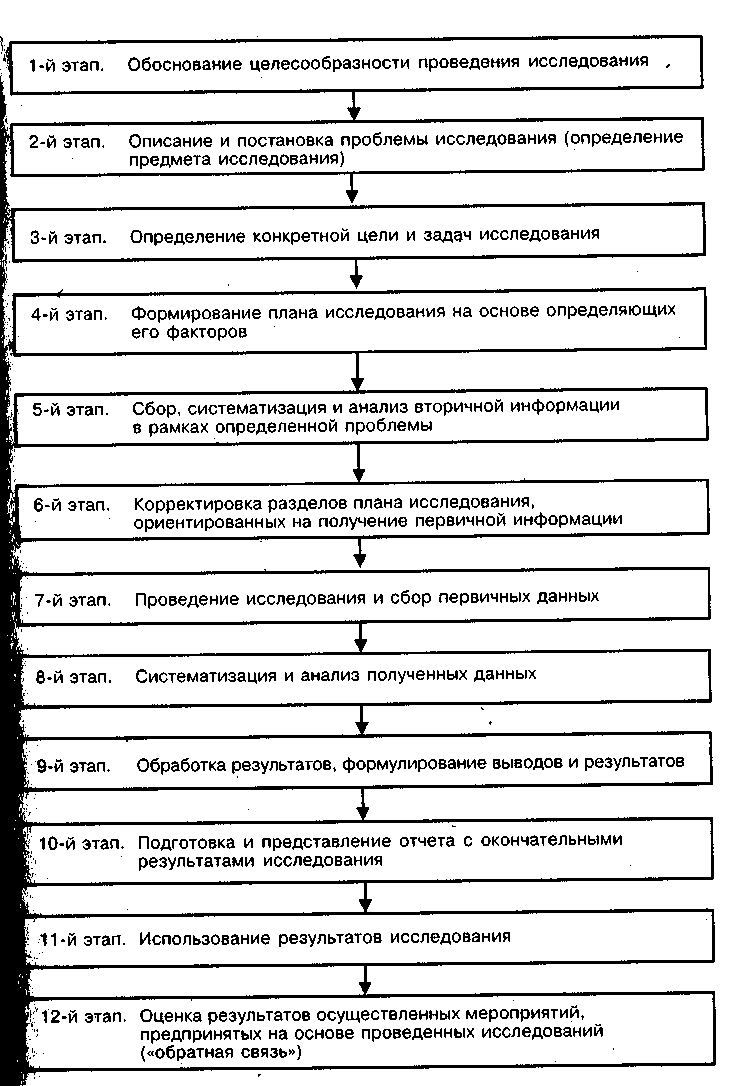 1-й этап. Обоснование целесообразности проведения исследования
2-й этап. Описание и постановка проблемы исследования (определение
предмета исследования)
3-й этап. Определение конкретной цели и задач исследования
4-й этап. Формирование плана исследования на основе определяющих
его факторов
5-й этап. Сбор, систематизация и анализ вторичной информации
в рамках определенной проблемы
6-й этап. Корректировка разделов плана исследования,
ориентированных на получение первичной информации
7-й этап. Проведение исследования и сбор первичных данных
8-й этап. Систематизация и анализ полученных данных
9-й этап. Обработка результатов, формулирование выводов и результатов
10-й этап. Подготовка и представление отчета с окончательными
результатами исследования
11-й этап. Использование результатов исследования
12-й этап. Оценка результатов осуществленных мероприятий,
предпринятых на основе проведенных исследований
(«обратная связь»)